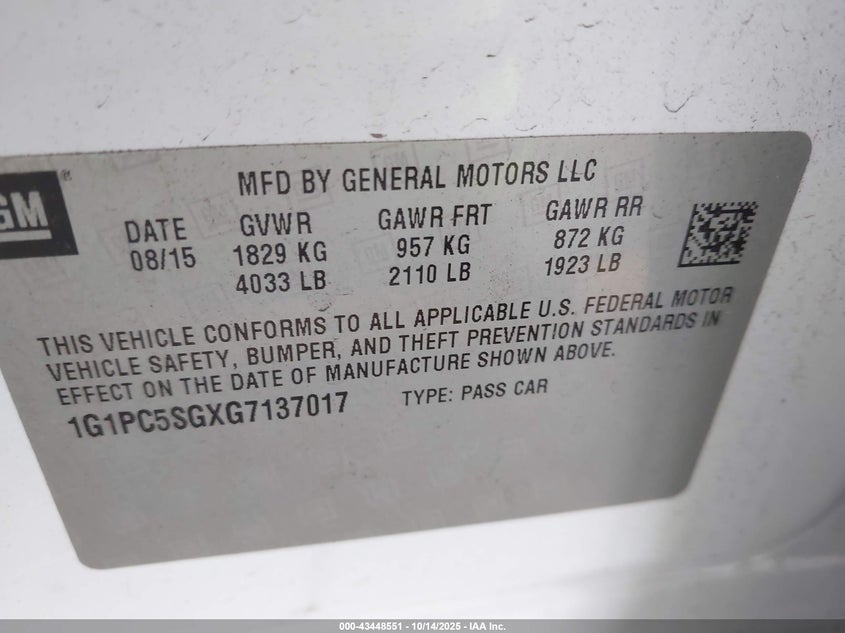 GM®
MFD BY GENERAL MOTORS LLC
DATE GVWR GAWR FRT GAWR RR
08/15 1829 KG 957 KG 872 KG
4033 LB 2110 LB 1923 LB
THIS VEHICLE CONFORMS TO ALL APPLICABLE U.S. FEDERAL MOTOR
VEHICLE SAFETY, BUMPER, AND THEFT PREVENTION STANDARDS IN
EFFECT ON THE DATE OF MANUFACTURE SHOWN ABOVE.
1G1PC5SGXG7137017 TYPE: PASS CAR
000-43448551 - 10/14/2025 - IAA Inc.